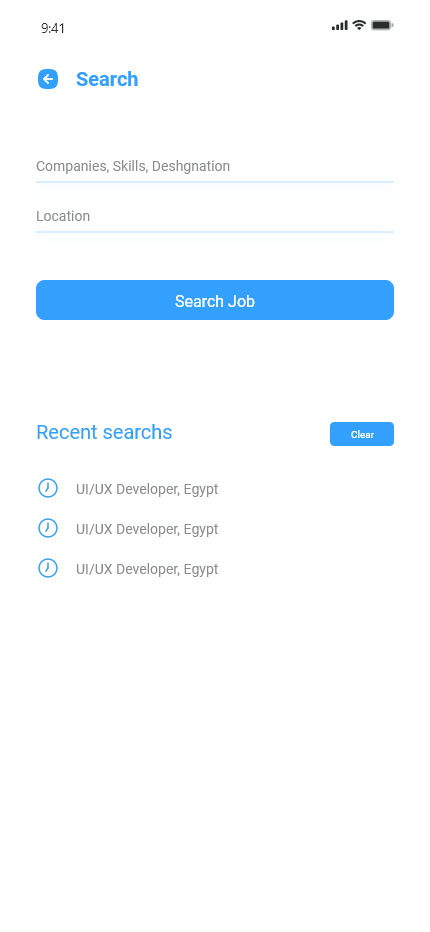 9:41
Search
Companies, Skills, Deshgnation
Location
Search Job
Recent searchs
Clear
UI/UX Developer, Egypt
UI/UX Developer, Egypt
UI/UX Developer, Egypt